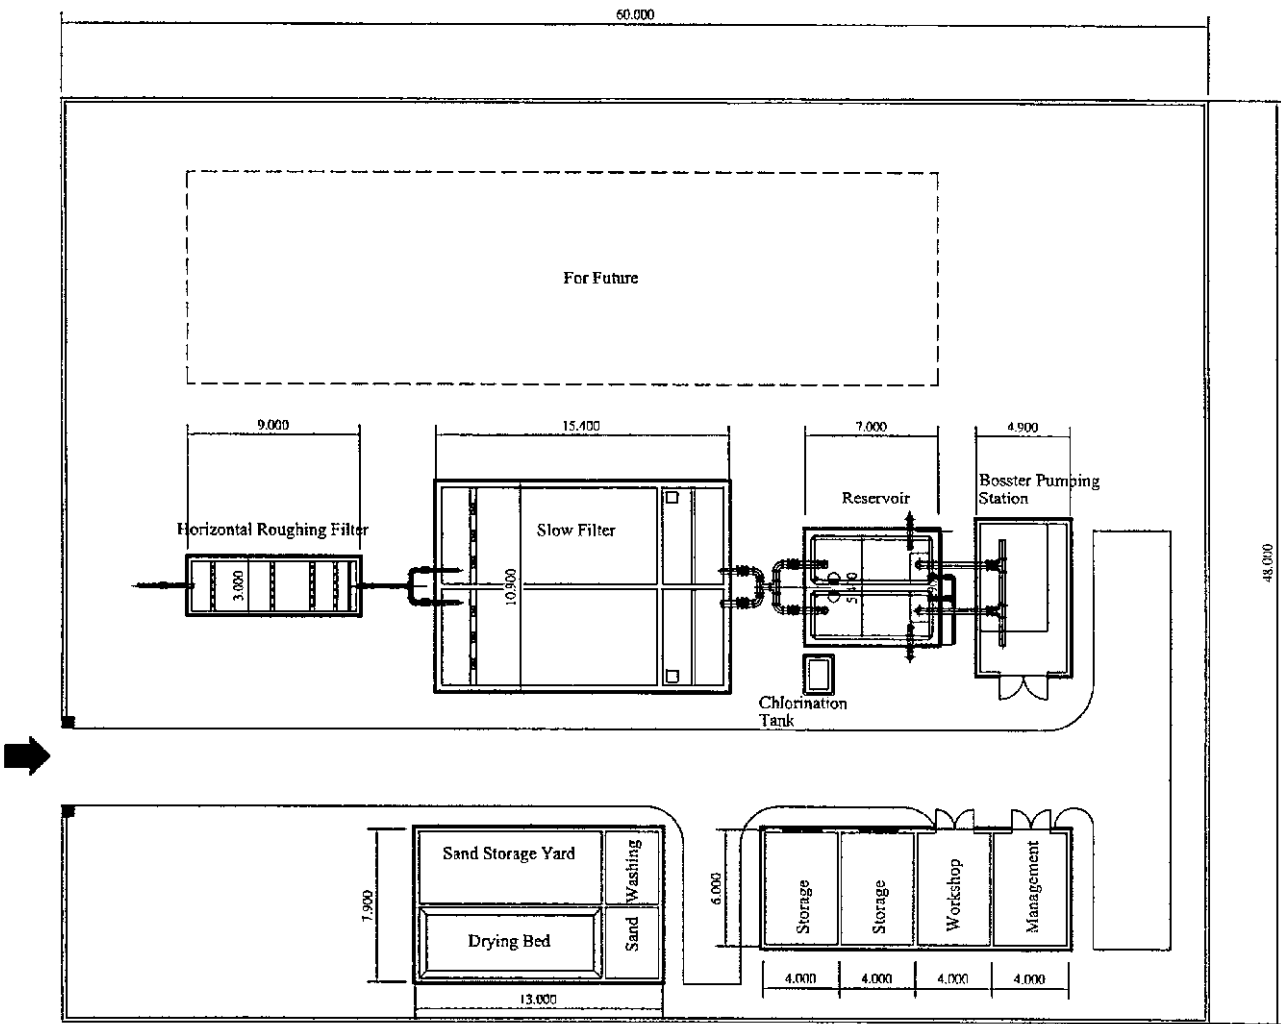 60.000
For Future
9.000
15.400
7.000
4.900
Bosster Pumping
Station
Reservoir
Horizontal Roughing Filter
Slow Filter
48.000
3.000
10.900
Chlorination
Tank
Sand Storage Yard
Sand Washing
Drying Bed
7.900
13.000
6.000
Storage
Storage
Workshop
Management
4.000
4.000
4.000
4.000